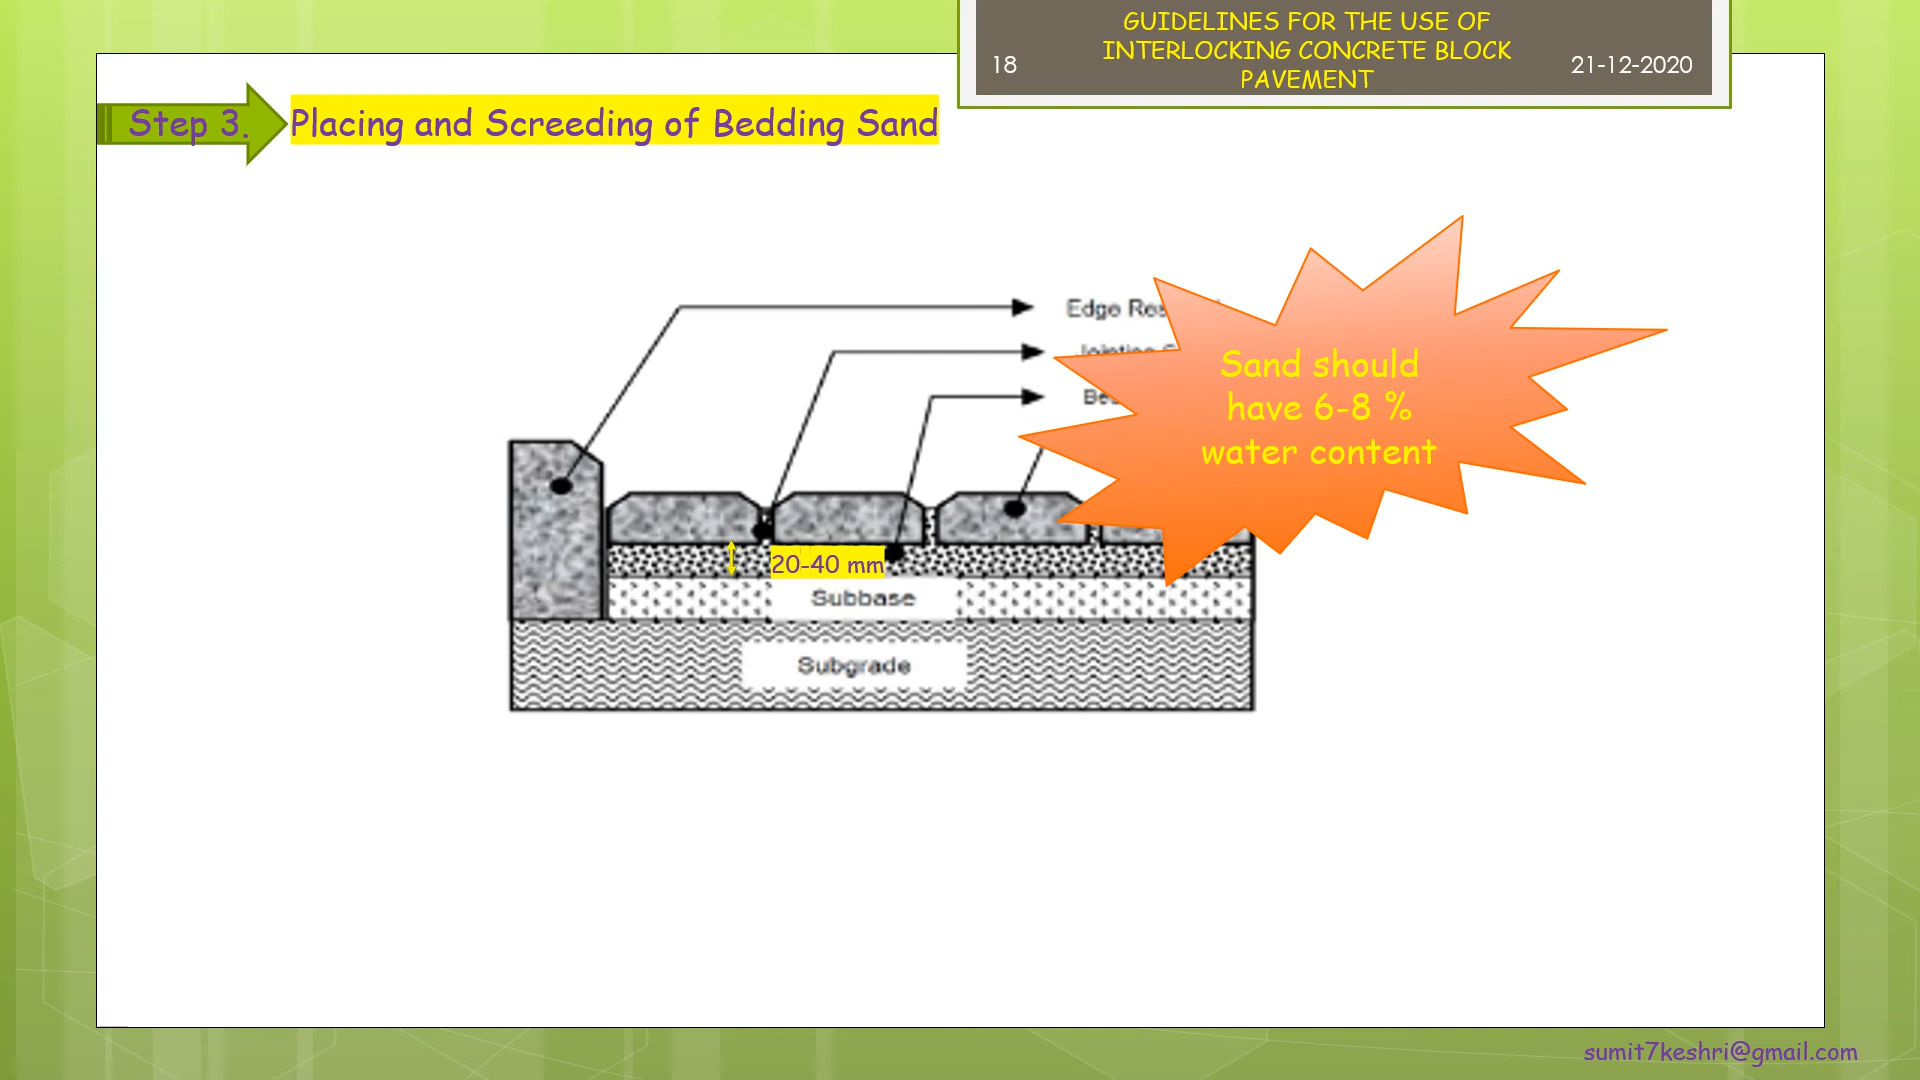 18
GUIDELINES FOR THE USE OF
INTERLOCKING CONCRETE BLOCK
PAVEMENT
21-12-2020
Step 3. Placing and Screeding of Bedding Sand
Edge
Sand should
have 6-8 %
water content
20-40 mm
Subbase
Subgrade
sumit7keshri@gmail.com